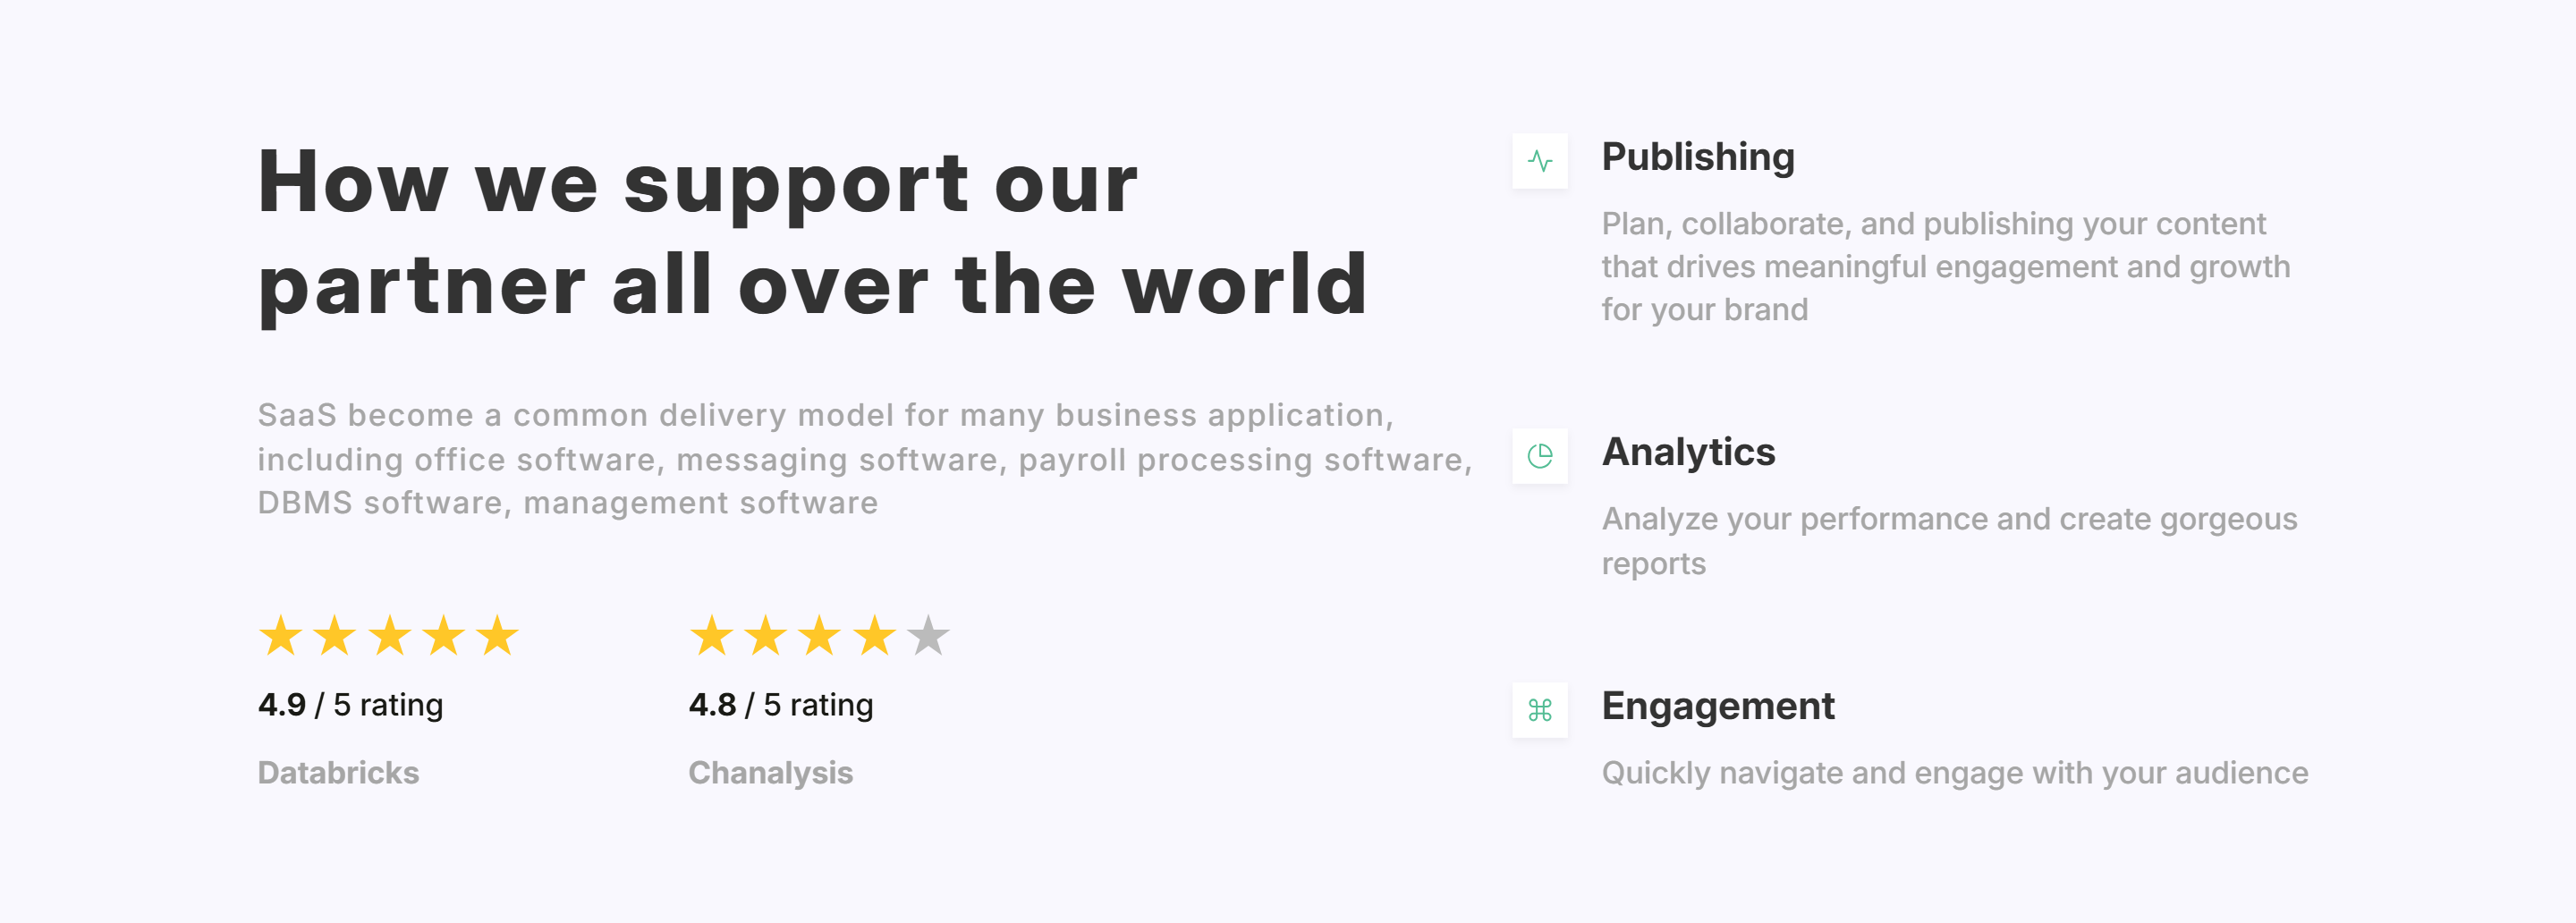 How we support our
partner all over the world
SaaS become a common delivery model for many business application,
including office software, messaging software, payroll processing software,
DBMS software, management software
4.9 / 5 rating
Databricks
4.8 / 5 rating
Chanalysis
Publishing
Plan, collaborate, and publishing your content
that drives meaningful engagement and growth
for your brand
Analytics
Analyze your performance and create gorgeous
reports
Engagement
Quickly navigate and engage with your audience